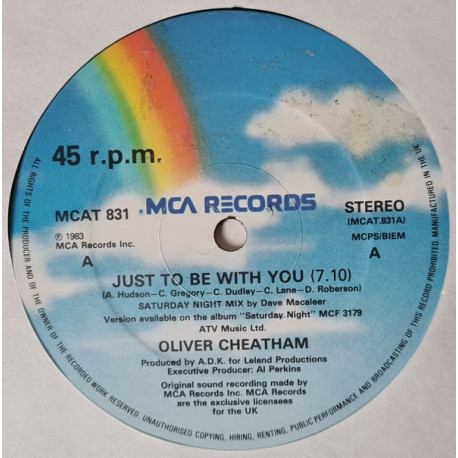 45 r.p.m.
MCAT 831
MCA RECORDS
STEREO
(MCAT.831A)
℗ 1983
MCA Records Inc.
MCPS/BIEM
A
A
JUST TO BE WITH YOU (7.10)
(A. Hudson—C. Gregory—C. Dudley—C. Lane—D. Roberson)
SATURDAY NIGHT MIX by Dave Macaleer
Version available on the album "Saturday Night" MCF 3179
ATV Music Ltd.
OLIVER CHEATHAM
Produced by A.D.K. for Leland Productions
Executive Producer: Al Perkins
Original sound recording made by
MCA Records Inc. MCA Records
are the exclusive licensees
for the UK
ALL RIGHTS OF THE PRODUCER AND OF THE OWNER OF THE RECORDED WORK RESERVED. UNAUTHORISED COPYING, HIRING, RENTING, PUBLIC PERFORMANCE AND BROADCASTING OF THIS RECORD PROHIBITED. MANUFACTURED IN THE UK.